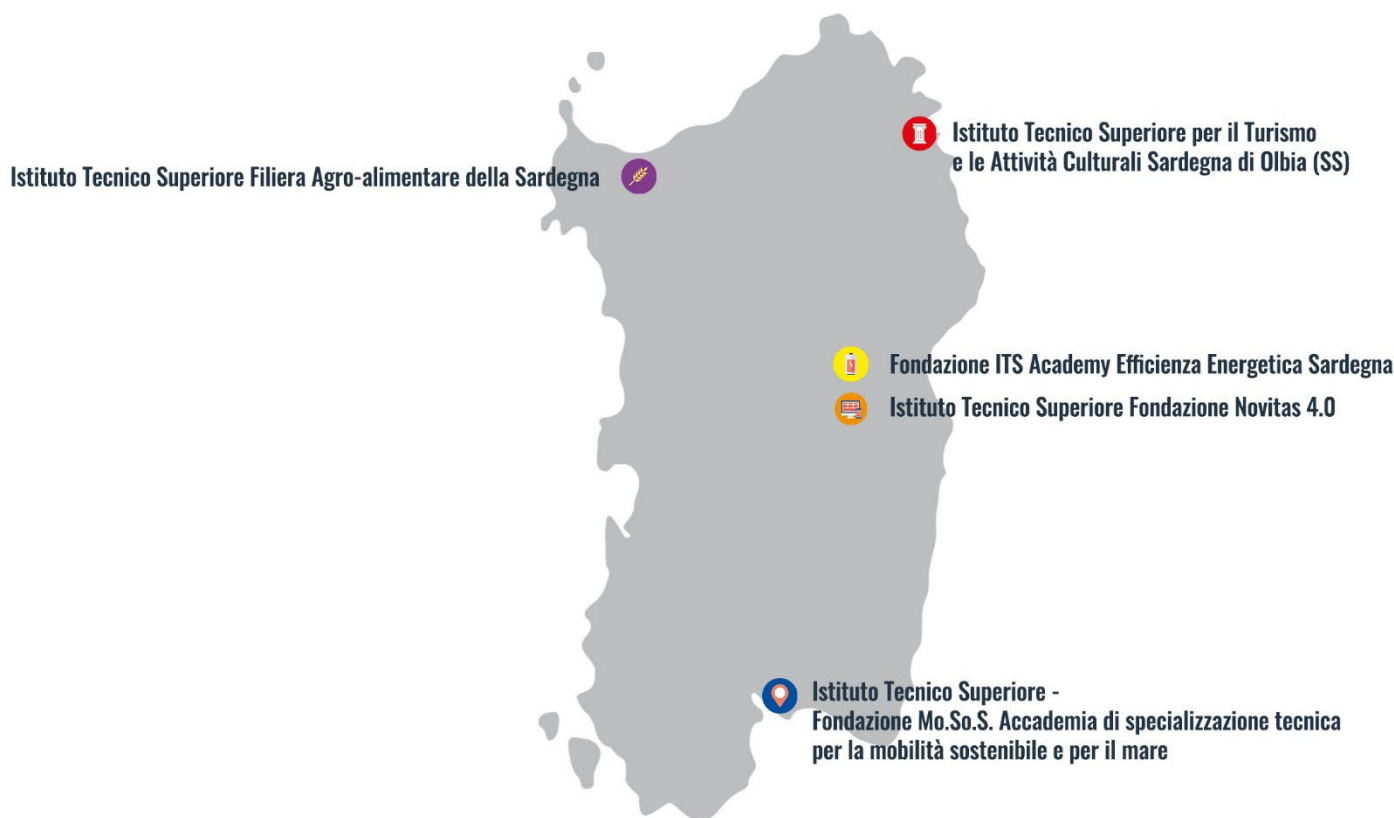 Istituto Tecnico Superiore per il Turismo
e le Attività Culturali Sardegna di Olbia (SS)
Istituto Tecnico Superiore Filiera Agro-alimentare della Sardegna
Fondazione ITS Academy Efficienza Energetica Sardegna
Istituto Tecnico Superiore Fondazione Novitas 4.0
Istituto Tecnico Superiore -
Fondazione Mo.So.S. Accademia di specializzazione tecnica
per la mobilità sostenibile e per il mare